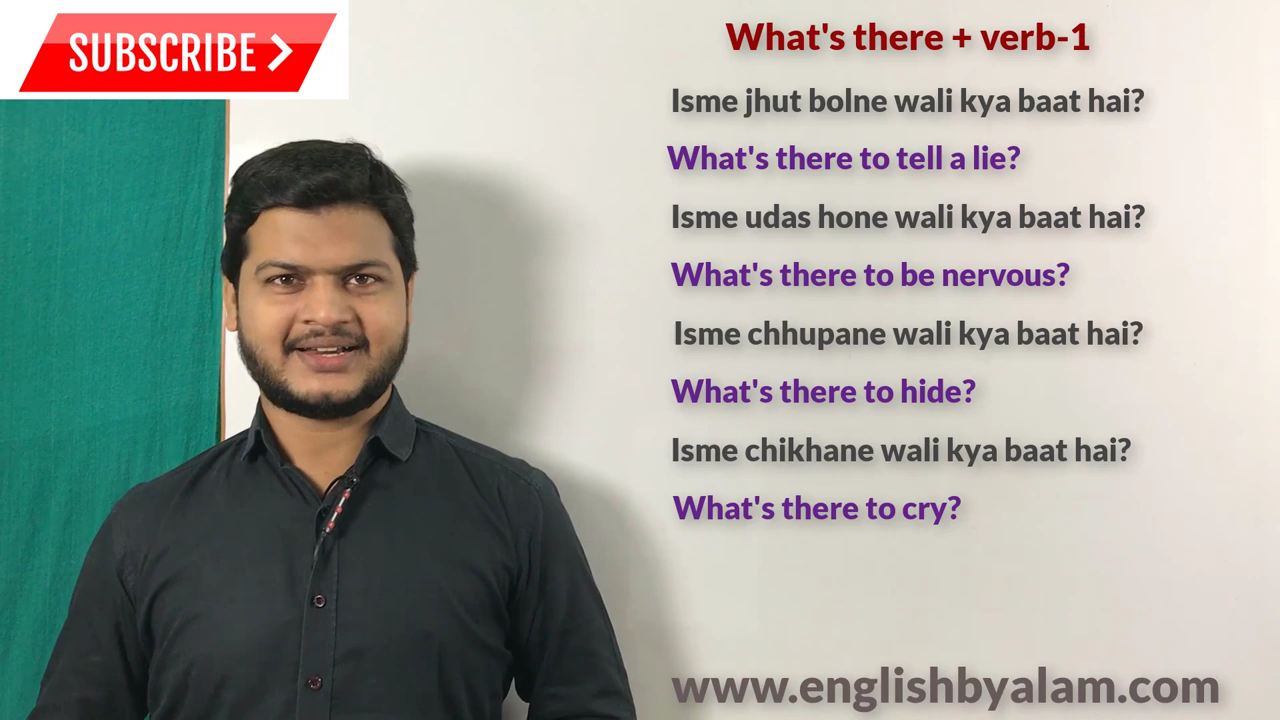 SUBSCRIBE
What's there + verb-1
Isme jhut bolne wali kya baat hai?
What's there to tell a lie?
Isme udas hone wali kya baat hai?
What's there to be nervous?
Isme chhupane wali kya baat hai?
What's there to hide?
Isme chikhane wali kya baat hai?
What's there to cry?
www.englishbyalam.com